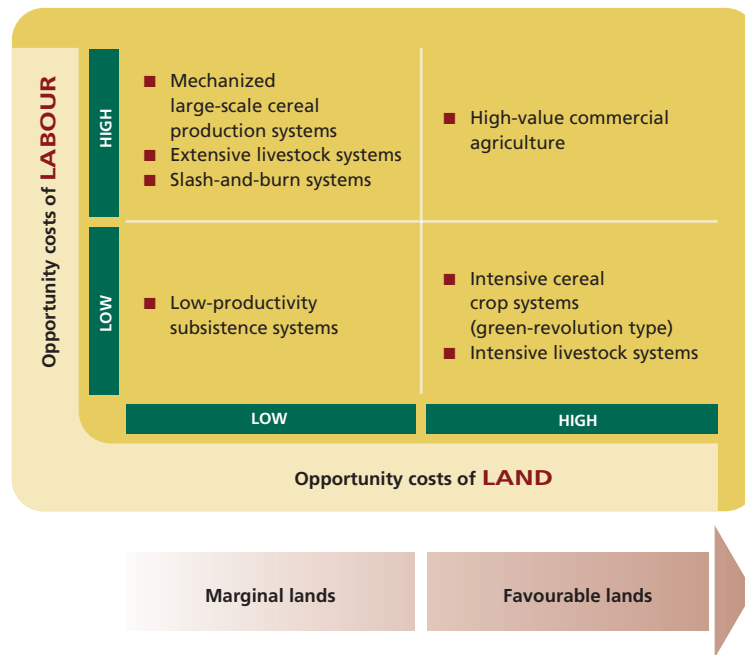 Opportunity costs of LABOUR
HIGH
■ Mechanized
large-scale cereal
production systems
■ Extensive livestock systems
■ Slash-and-burn systems
■ High-value commercial
agriculture
LOW
■ Low-productivity
subsistence systems
■ Intensive cereal
crop systems
(green-revolution type)
■ Intensive livestock systems
LOW
HIGH
Opportunity costs of LAND
Marginal lands
Favourable lands